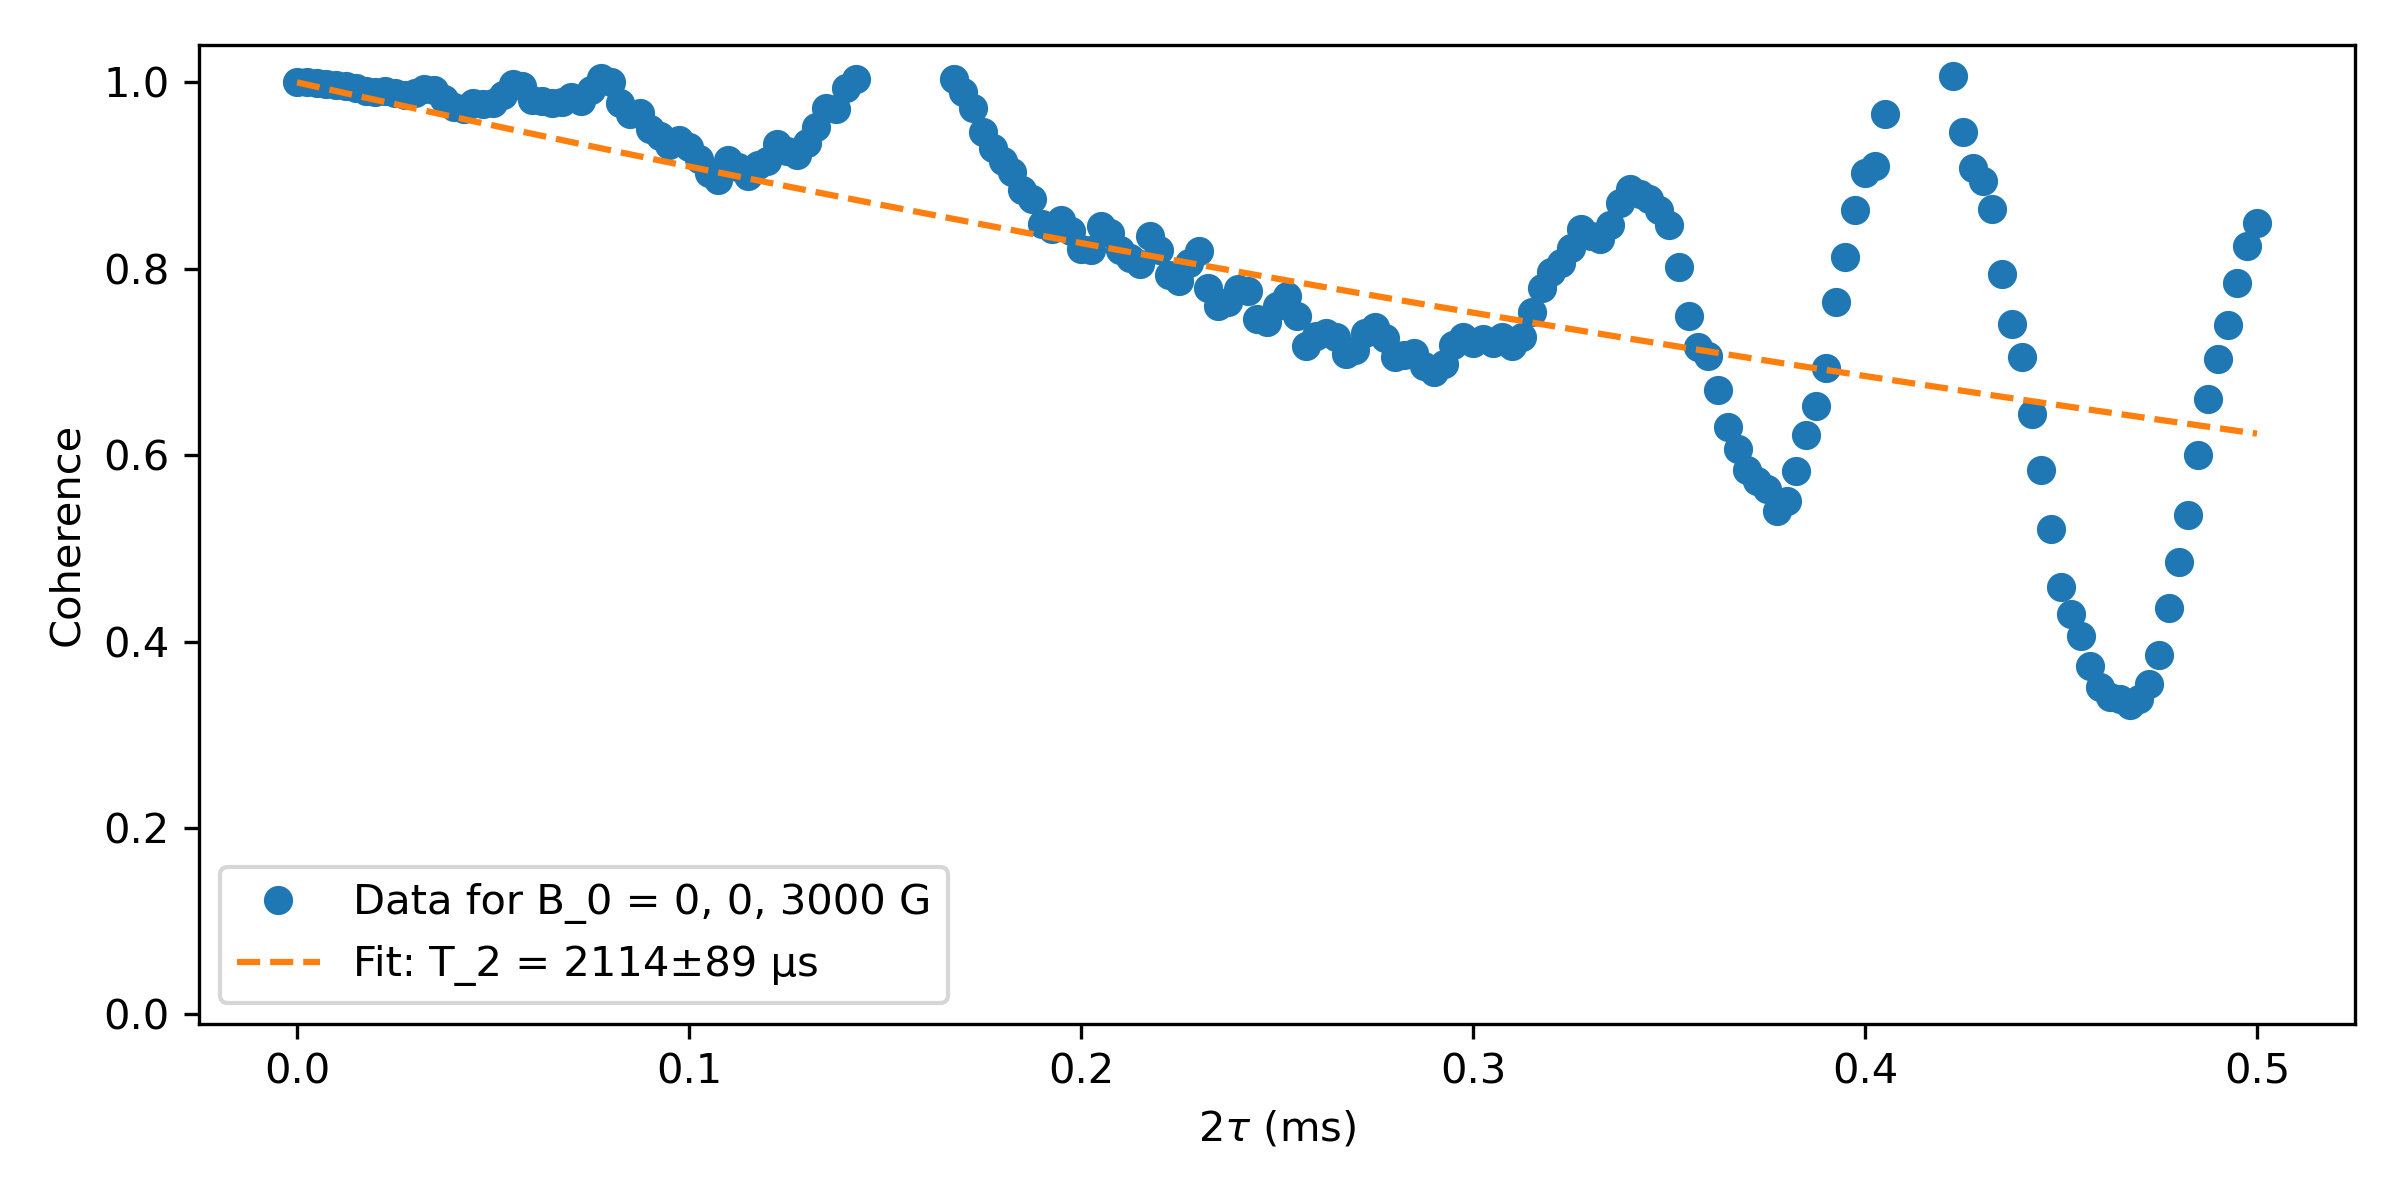 1.0
0.8
0.6
0.4
0.2
0.0
Coherence
Data for B_0 = 0, 0, 3000 G
Fit: T_2 = 2114±89 µs
0.0 0.1 0.2 0.3 0.4 0.5
2τ (ms)